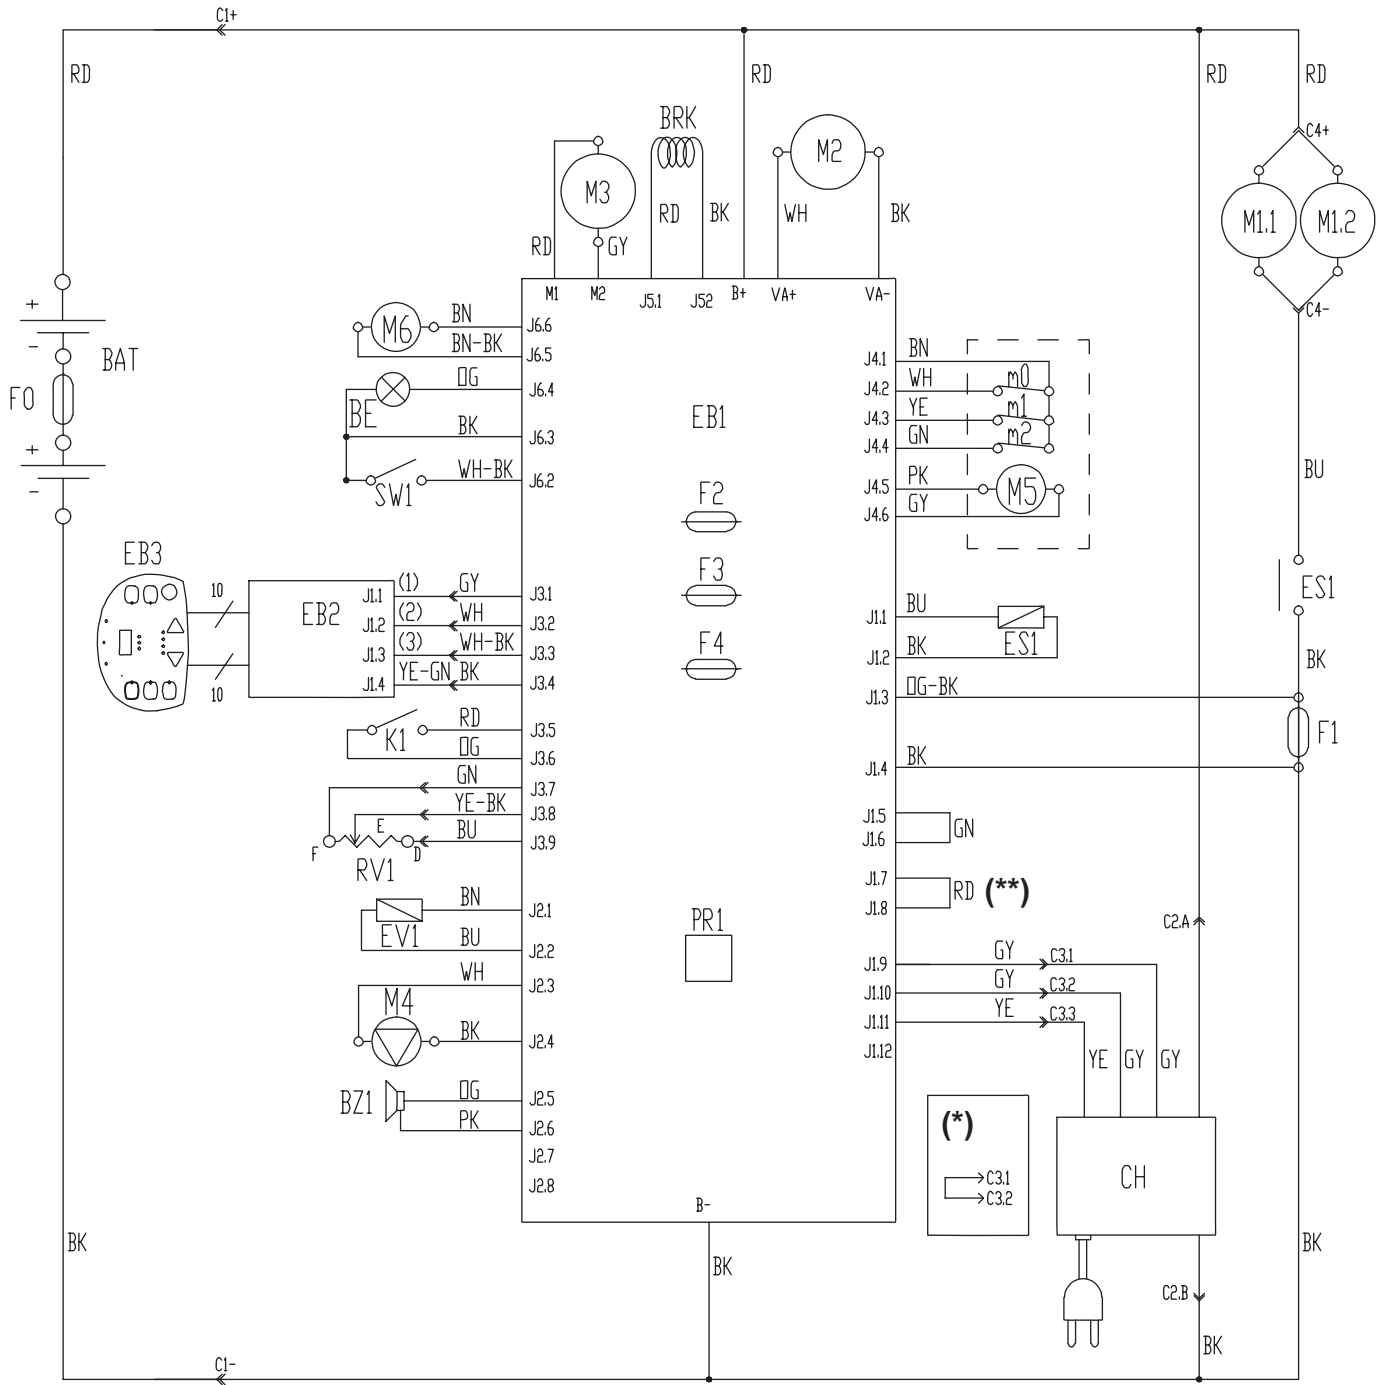 C1+
RD
RD
RD
RD
BRK
C4+
M3
M2
M1.1
M1.2
RD
BK
WH
BK
RD
GY
M1
M2
J5.1
J52
B+
VA+
VA-
C4-
+
-
BAT
F0
+
-
M6
BN
J6.6
BN-BK
J6.5
OG
J6.4
BE
BK
J6.3
WH-BK
J6.2
SW1
EB1
F2
F3
F4
J4.1
BN
J4.2
WH
m0
J4.3
YE
m1
J4.4
GN
m2
J4.5
PK
M5
J4.6
GY
BU
ES1
BK
EB3
10
10
EB2
J1.1
(1)
GY
J3.1
J1.2
(2)
WH
J3.2
J1.3
(3)
WH-BK
J3.3
J1.4
YE-GN
BK
J3.4
J1.1
BU
ES1
J1.2
BK
J1.3
OG-BK
F1
J1.4
BK
K1
RD
J3.5
OG
J3.6
GN
J3.7
YE-BK
J3.8
E
BU
J3.9
F
D
RV1
J1.5
J1.6
GN
J1.7
J1.8
RD
(**)
BN
J2.1
EV1
BU
J2.2
WH
J2.3
M4
BK
J2.4
PR1
C2.A
J1.9
GY
C3.1
J1.10
GY
C3.2
J1.11
YE
C3.3
J1.12
YE
GY
GY
BZ1
OG
J2.5
PK
J2.6
J2.7
J2.8
B-
(*)
C3.1
C3.2
CH
BK
BK
BK
C2.B
BK
C1-